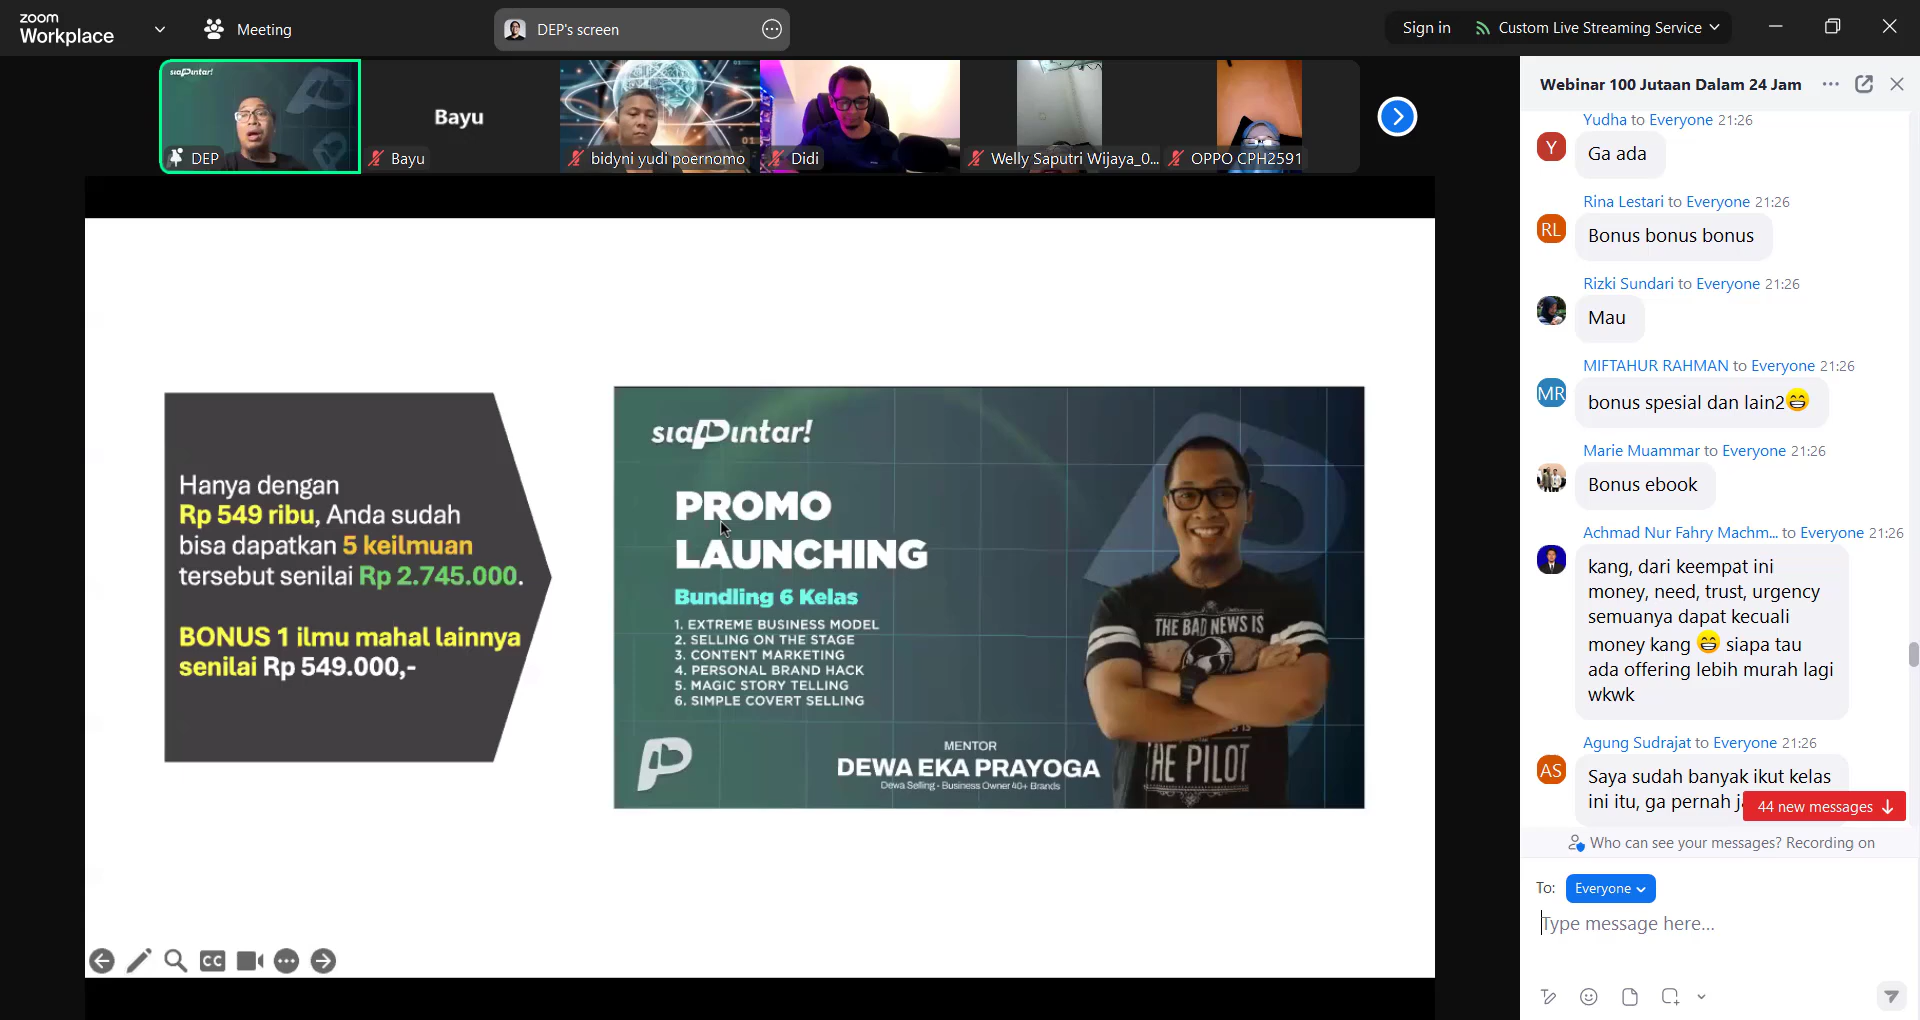 zoom
Workplace
Meeting
DEP's screen
Sign in
Custom Live Streaming Service
sıapıntar!
DEP
Bayu
Bayu
bidyni yudi poernomo
Didi
Welly Saputri Wijaya_0...
OPPO CPH2591
Hanya dengan
Rp 549 ribu, Anda sudah
bisa dapatkan 5 keilmuan
tersebut senilai Rp 2.745.000.
BONUS 1 ilmu mahal lainnya
senilai Rp 549.000,-
sıapıntar!
PROMO
LAUNCHING
Bundling 6 Kelas
1. EXTREME BUSINESS MODEL
2. SELLING ON THE STAGE
3. CONTENT MARKETING
4. PERSONAL BRAND HACK
5. MAGIC STORY TELLING
6. SIMPLE COVERT SELLING
MENTOR
DEWA EKA PRAYOGA
Dewa Selling - Business Owner 40+ Brands
THE BAD NEWS IS
THE PILOT
CC
Webinar 100 Jutaan Dalam 24 Jam
Yudha to Everyone 21:26
Y
Ga ada
Rina Lestari to Everyone 21:26
RL
Bonus bonus bonus
Rizki Sundari to Everyone 21:26
Mau
MIFTAHUR RAHMAN to Everyone 21:26
MR
bonus spesial dan lain2😁
Marie Muammar to Everyone 21:26
Bonus ebook
Achmad Nur Fahry Machm... to Everyone 21:26
kang, dari keempat ini
money, need, trust, urgency
semuanya dapat kecuali
money kang 😁 siapa tau
ada offering lebih murah lagi
wkwk
Agung Sudrajat to Everyone 21:26
AS
Saya sudah banyak ikut kelas
ini itu, ga pernah
44 new messages
Who can see your messages? Recording on
To: Everyone
Type message here...